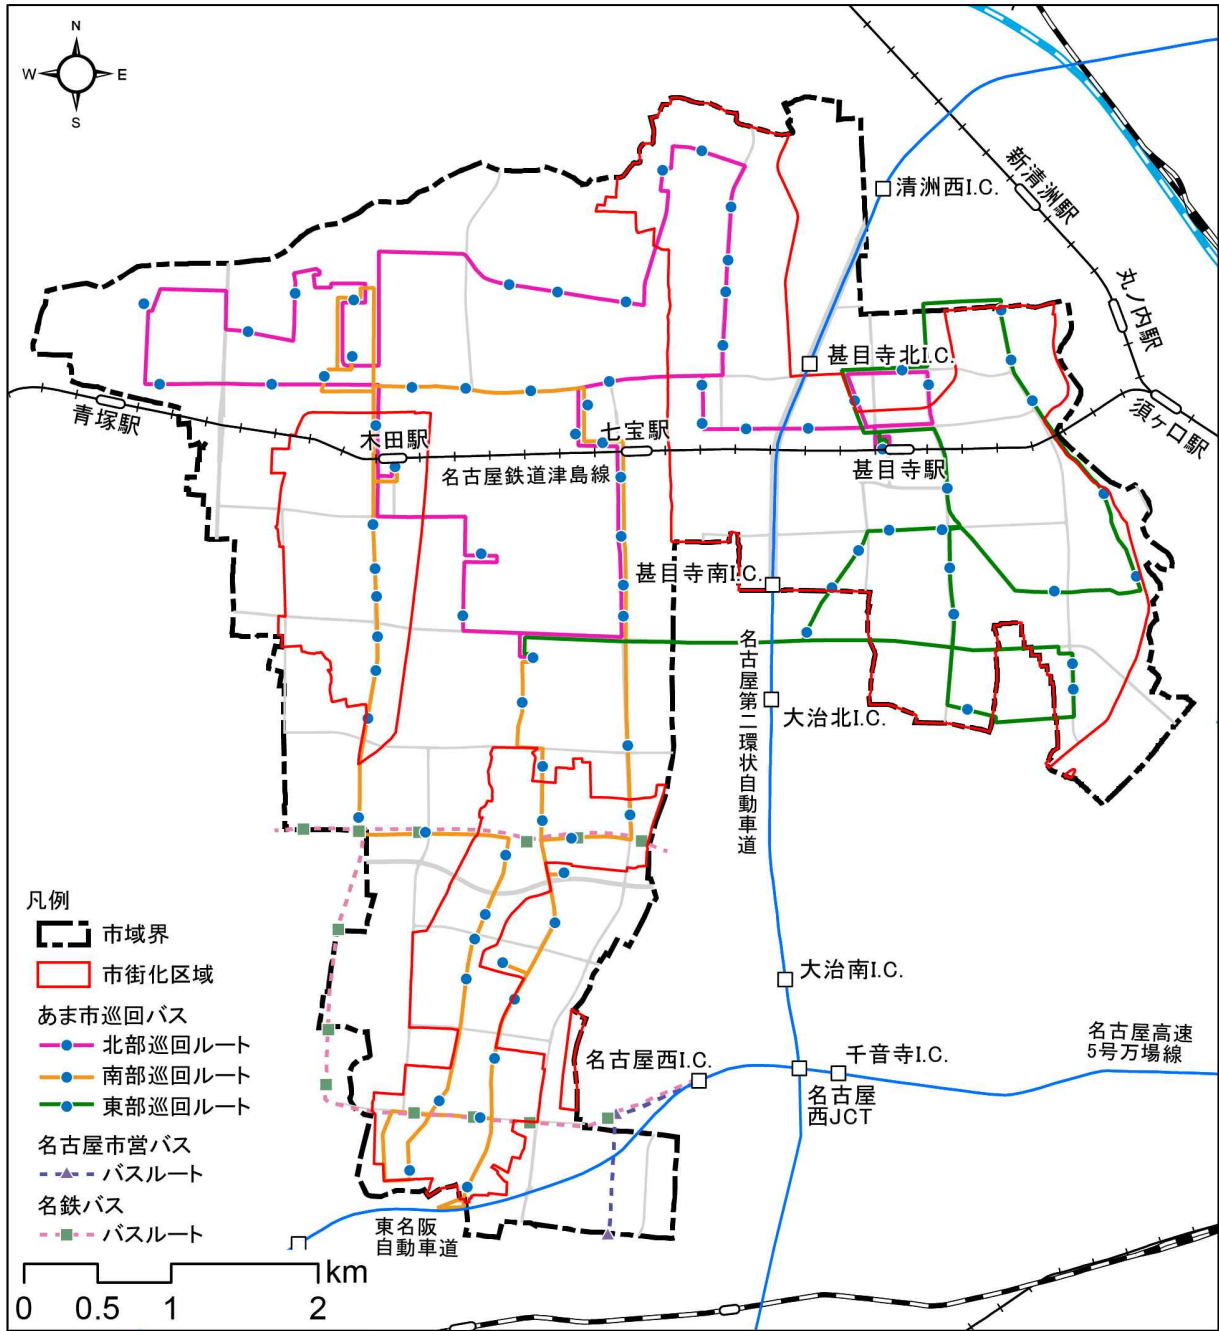 N
W
E
S
新清洲駅
清洲西I.C.
丸ノ内駅
甚目寺北I.C.
須ヶ口駅
青塚駅
木田駅
七宝駅
名古屋鉄道津島線
甚目寺駅
甚目寺南I.C.
名古屋第二環状自動車道
大治北I.C.
凡例
市域界
市街化区域
あま市巡回バス
北部巡回ルート
南部巡回ルート
東部巡回ルート
名古屋市営バス
バスルート
名鉄バス
バスルート
大治南I.C.
名古屋西I.C.
千音寺I.C.
名古屋高速
5号万場線
名古屋
西JCT
東名阪
自動車道
km
0 0.5 1 2